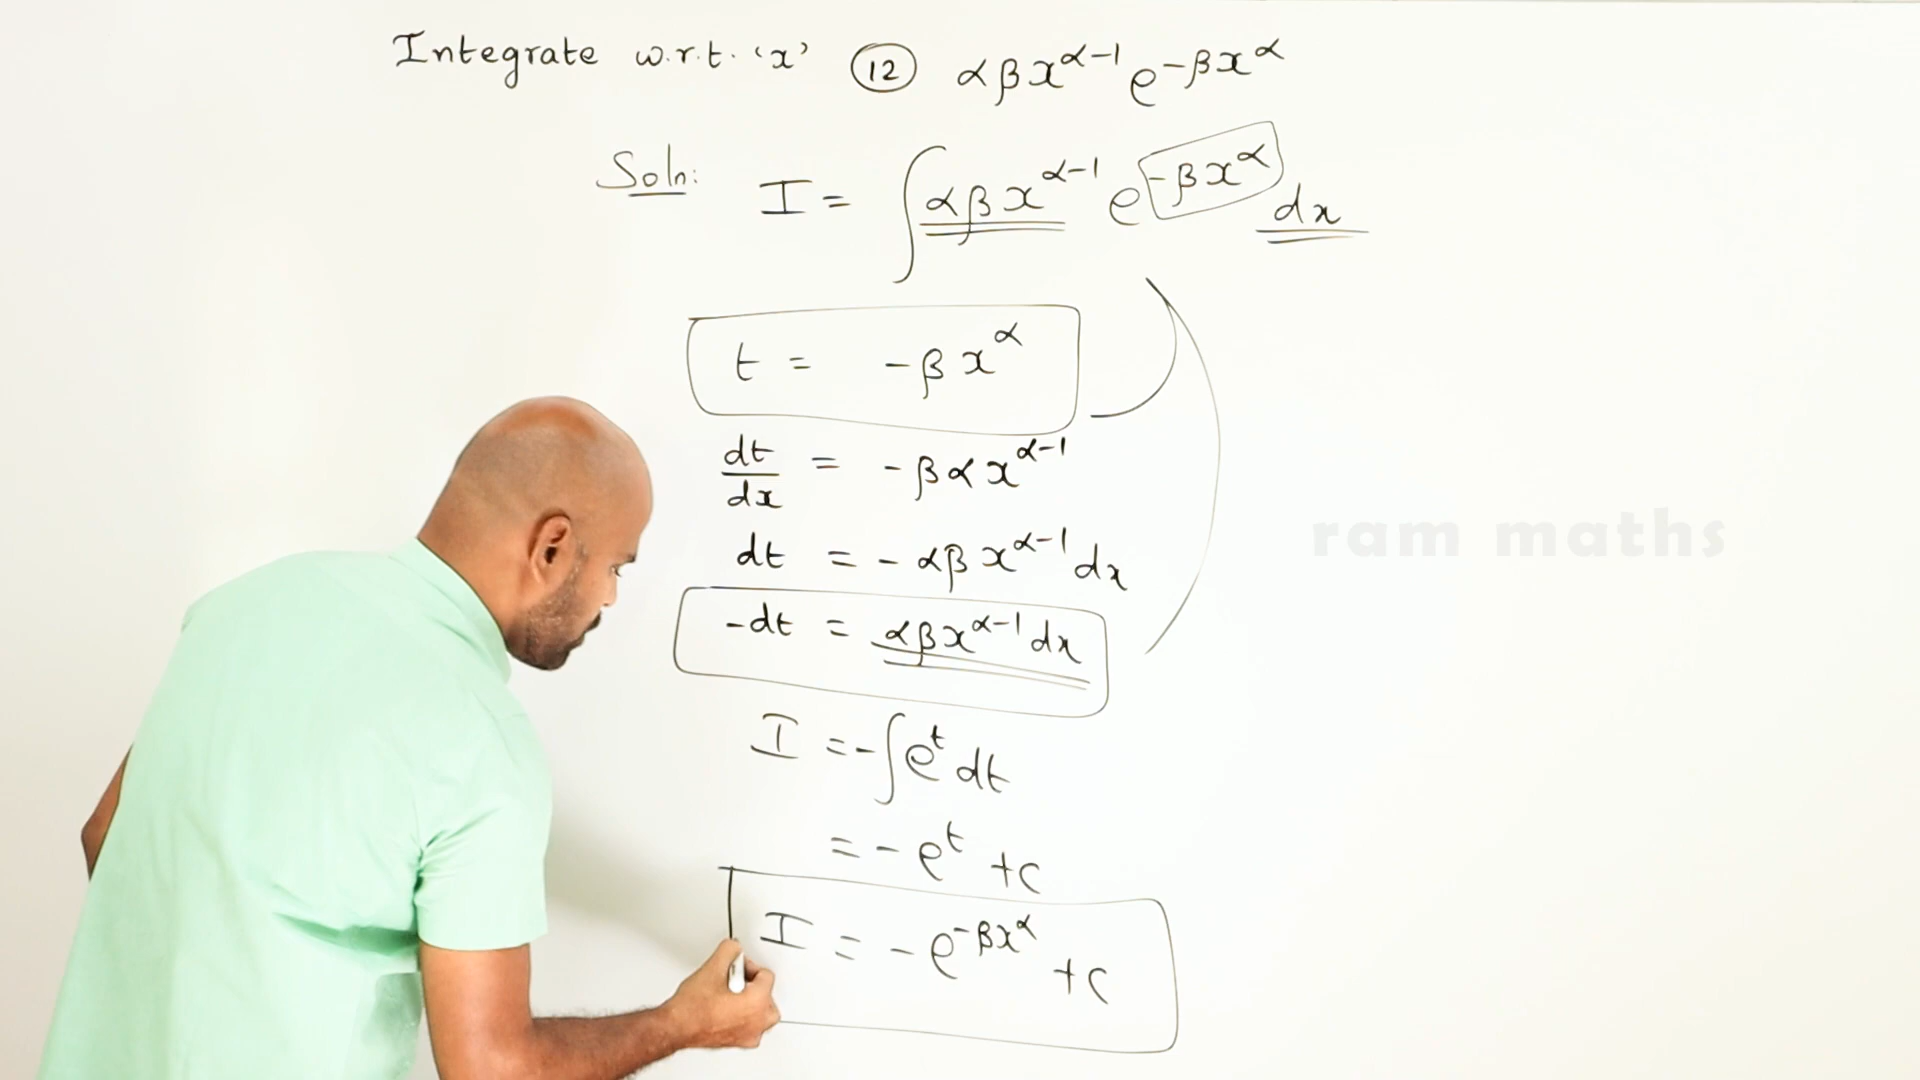 Integrate w.r.t. 'x' (12) αβx^{α-1} e^{-βx^α}
Soln: I = ∫ αβx^{α-1} e^{-βx^α} dx
t = -βx^α
dt/dx = -βαx^{α-1}
dt = -αβx^{α-1} dx
-dt = αβx^{α-1} dx
I = -∫e^t dt
= -e^t + c
I = -e^{-βx^α} + c
ram maths